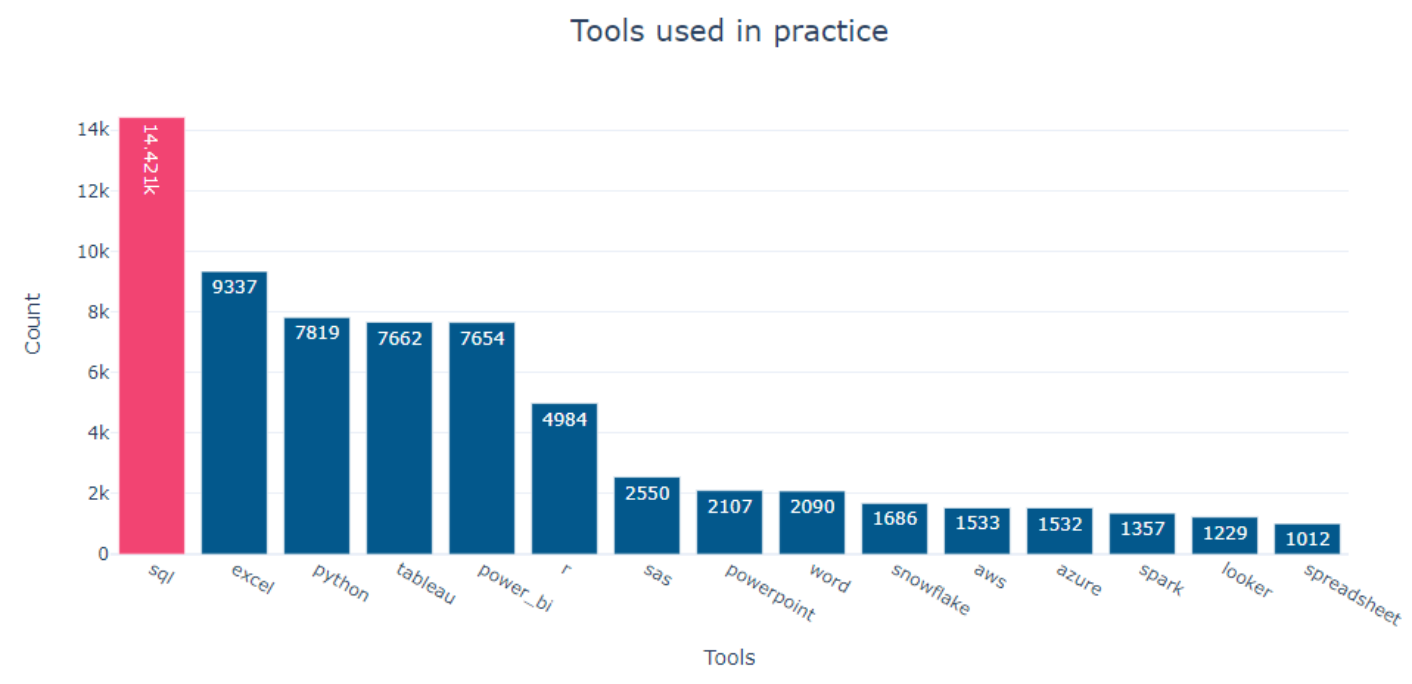 Tools used in practice
14k
12k
10k
8k
6k
4k
2k
0
Count
14.421k
9337
7819
7662
7654
4984
2550
2107
2090
1686
1533
1532
1357
1229
1012
sql
excel
python
tableau
power_bi
r
sas
powerpoint
word
snowflake
aws
azure
spark
looker
spreadsheet
Tools